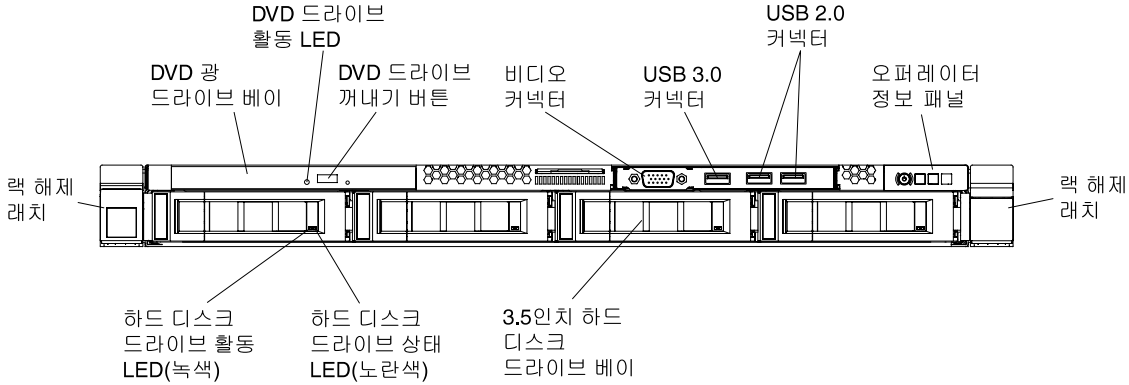 DVD 드라이브
활동 LED
USB 2.0
커넥터
DVD 광
드라이브 베이
DVD 드라이브
꺼내기 버튼
비디오
커넥터
USB 3.0
커넥터
오퍼레이터
정보 패널
랙 해제
래치
랙 해제
래치
하드 디스크
드라이브 활동
LED(녹색)
하드 디스크
드라이브 상태
LED(노란색)
3.5인치 하드
디스크
드라이브 베이